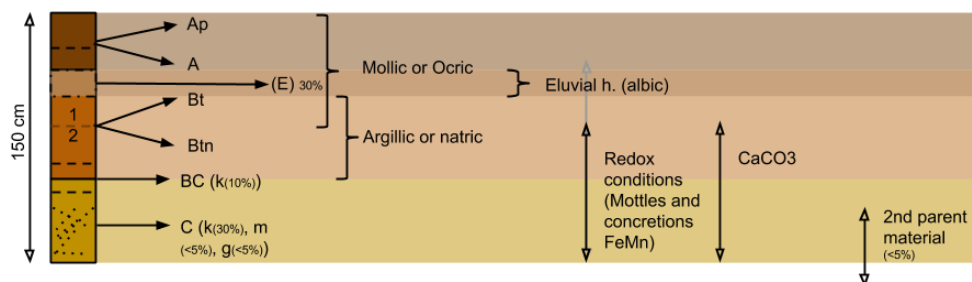 150 cm
Ap
A
(E) 30%
Bt
1
2
Btn
BC (k(10%))
C (k(30%), m
(<5%), g(<5%))
Mollic or Ocric
Argillic or natric
Eluvial h. (albic)
Redox
conditions
(Mottles and
concretions
FeMn)
CaCO3
2nd parent
material
(<5%)